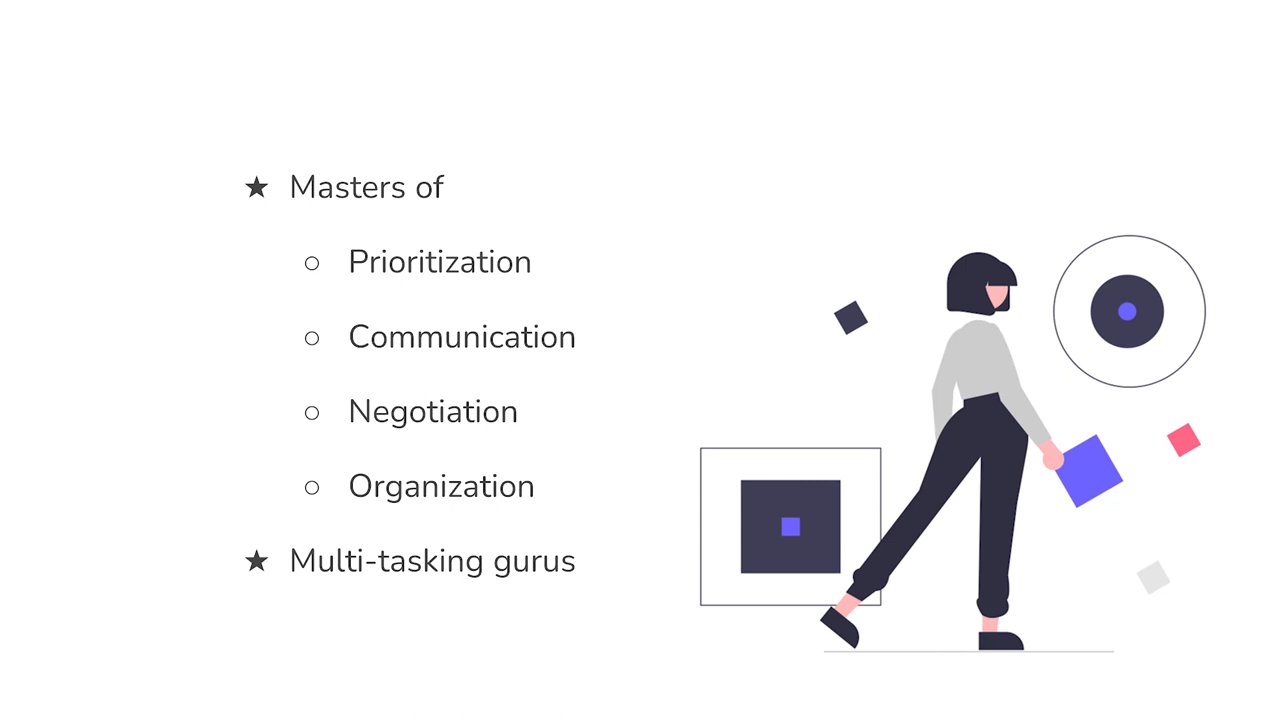 ★ Masters of
○ Prioritization
○ Communication
○ Negotiation
○ Organization
★ Multi-tasking gurus